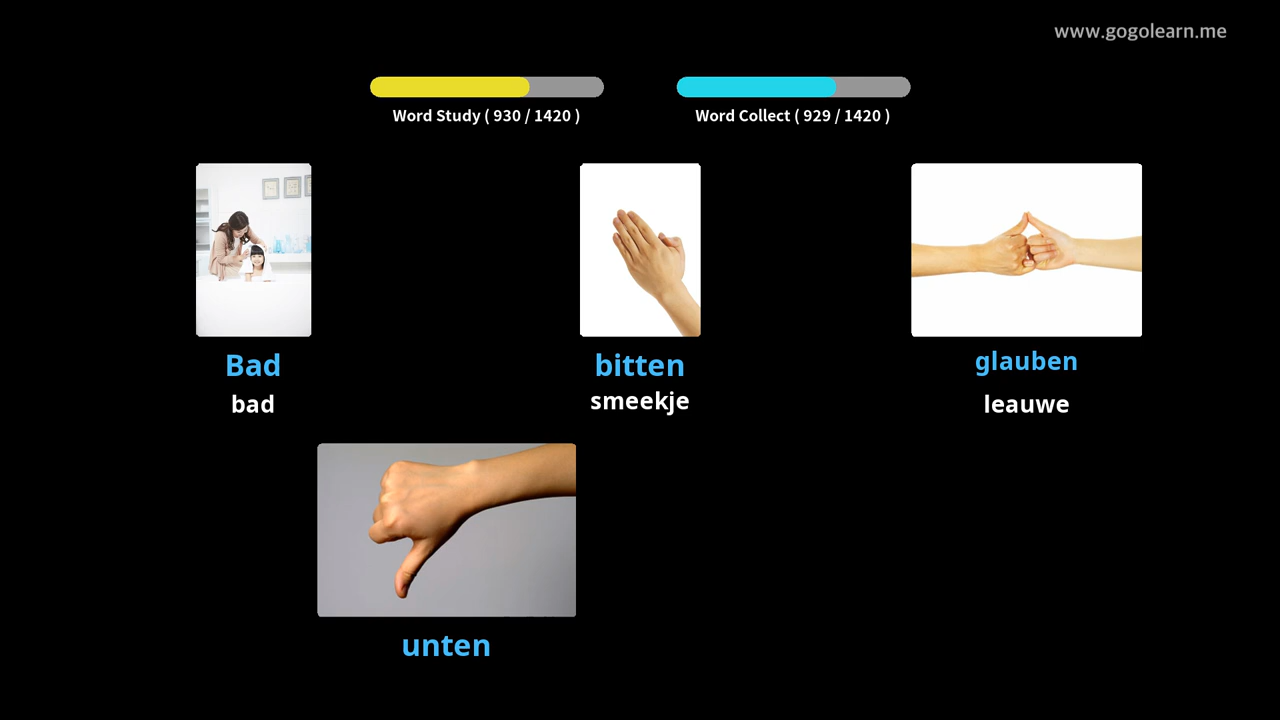 www.gogolearn.me
Word Study ( 930 / 1420 )
Word Collect ( 929 / 1420 )
Bad
bad
bitten
smeekje
glauben
leauwe
unten